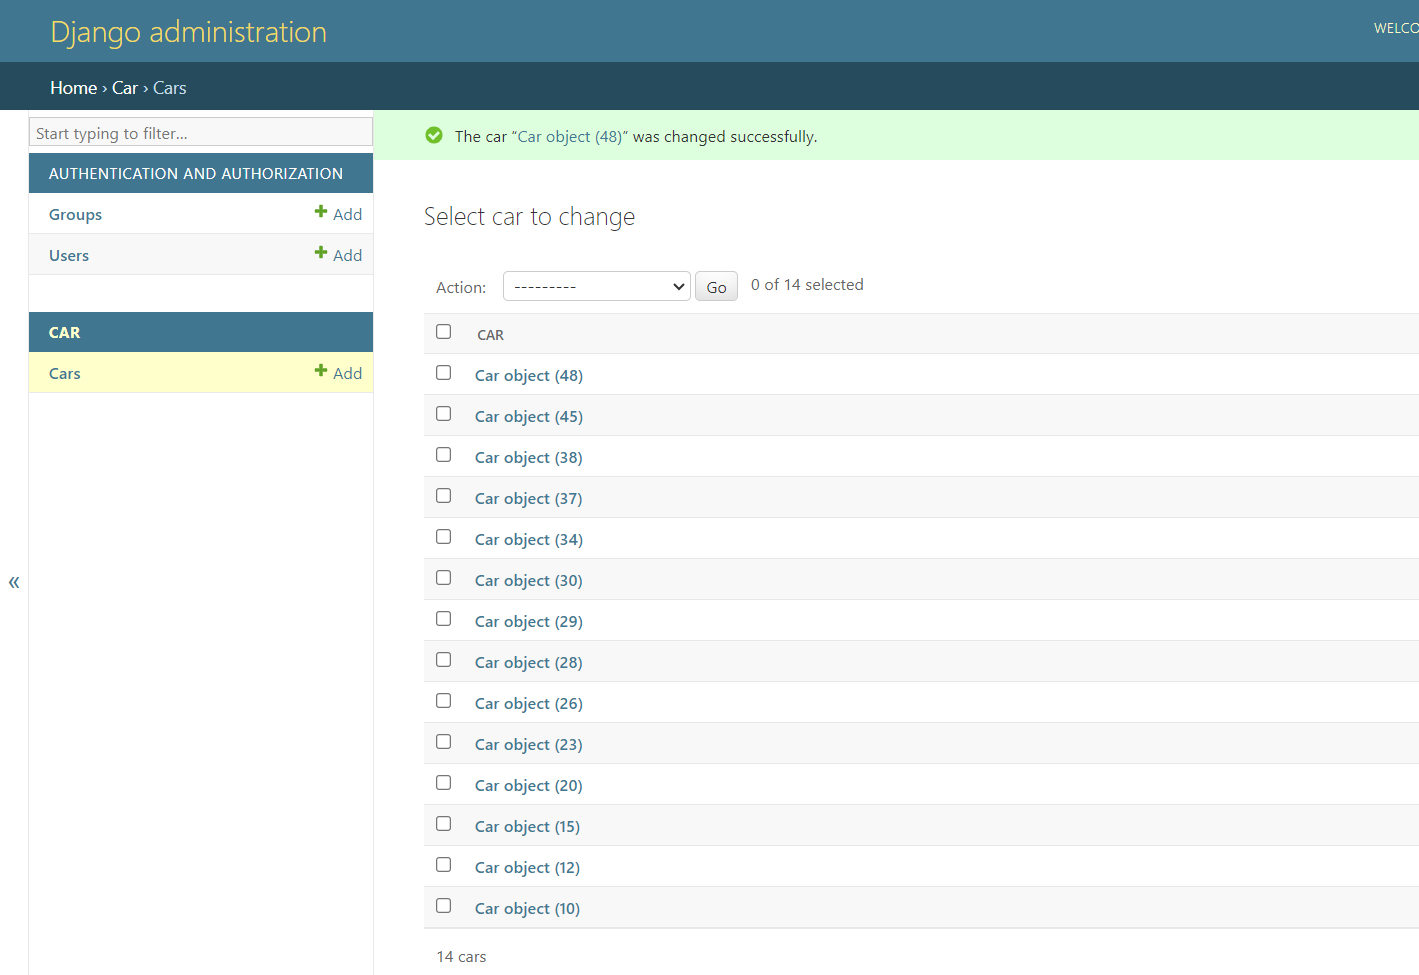 Django administration
WELCO
Home › Car › Cars
Start typing to filter...
The car “Car object (48)” was changed successfully.
AUTHENTICATION AND AUTHORIZATION
Groups + Add
Users + Add
CAR
Cars + Add
«
Select car to change
Action: --------- Go 0 of 14 selected
CAR
Car object (48)
Car object (45)
Car object (38)
Car object (37)
Car object (34)
Car object (30)
Car object (29)
Car object (28)
Car object (26)
Car object (23)
Car object (20)
Car object (15)
Car object (12)
Car object (10)
14 cars